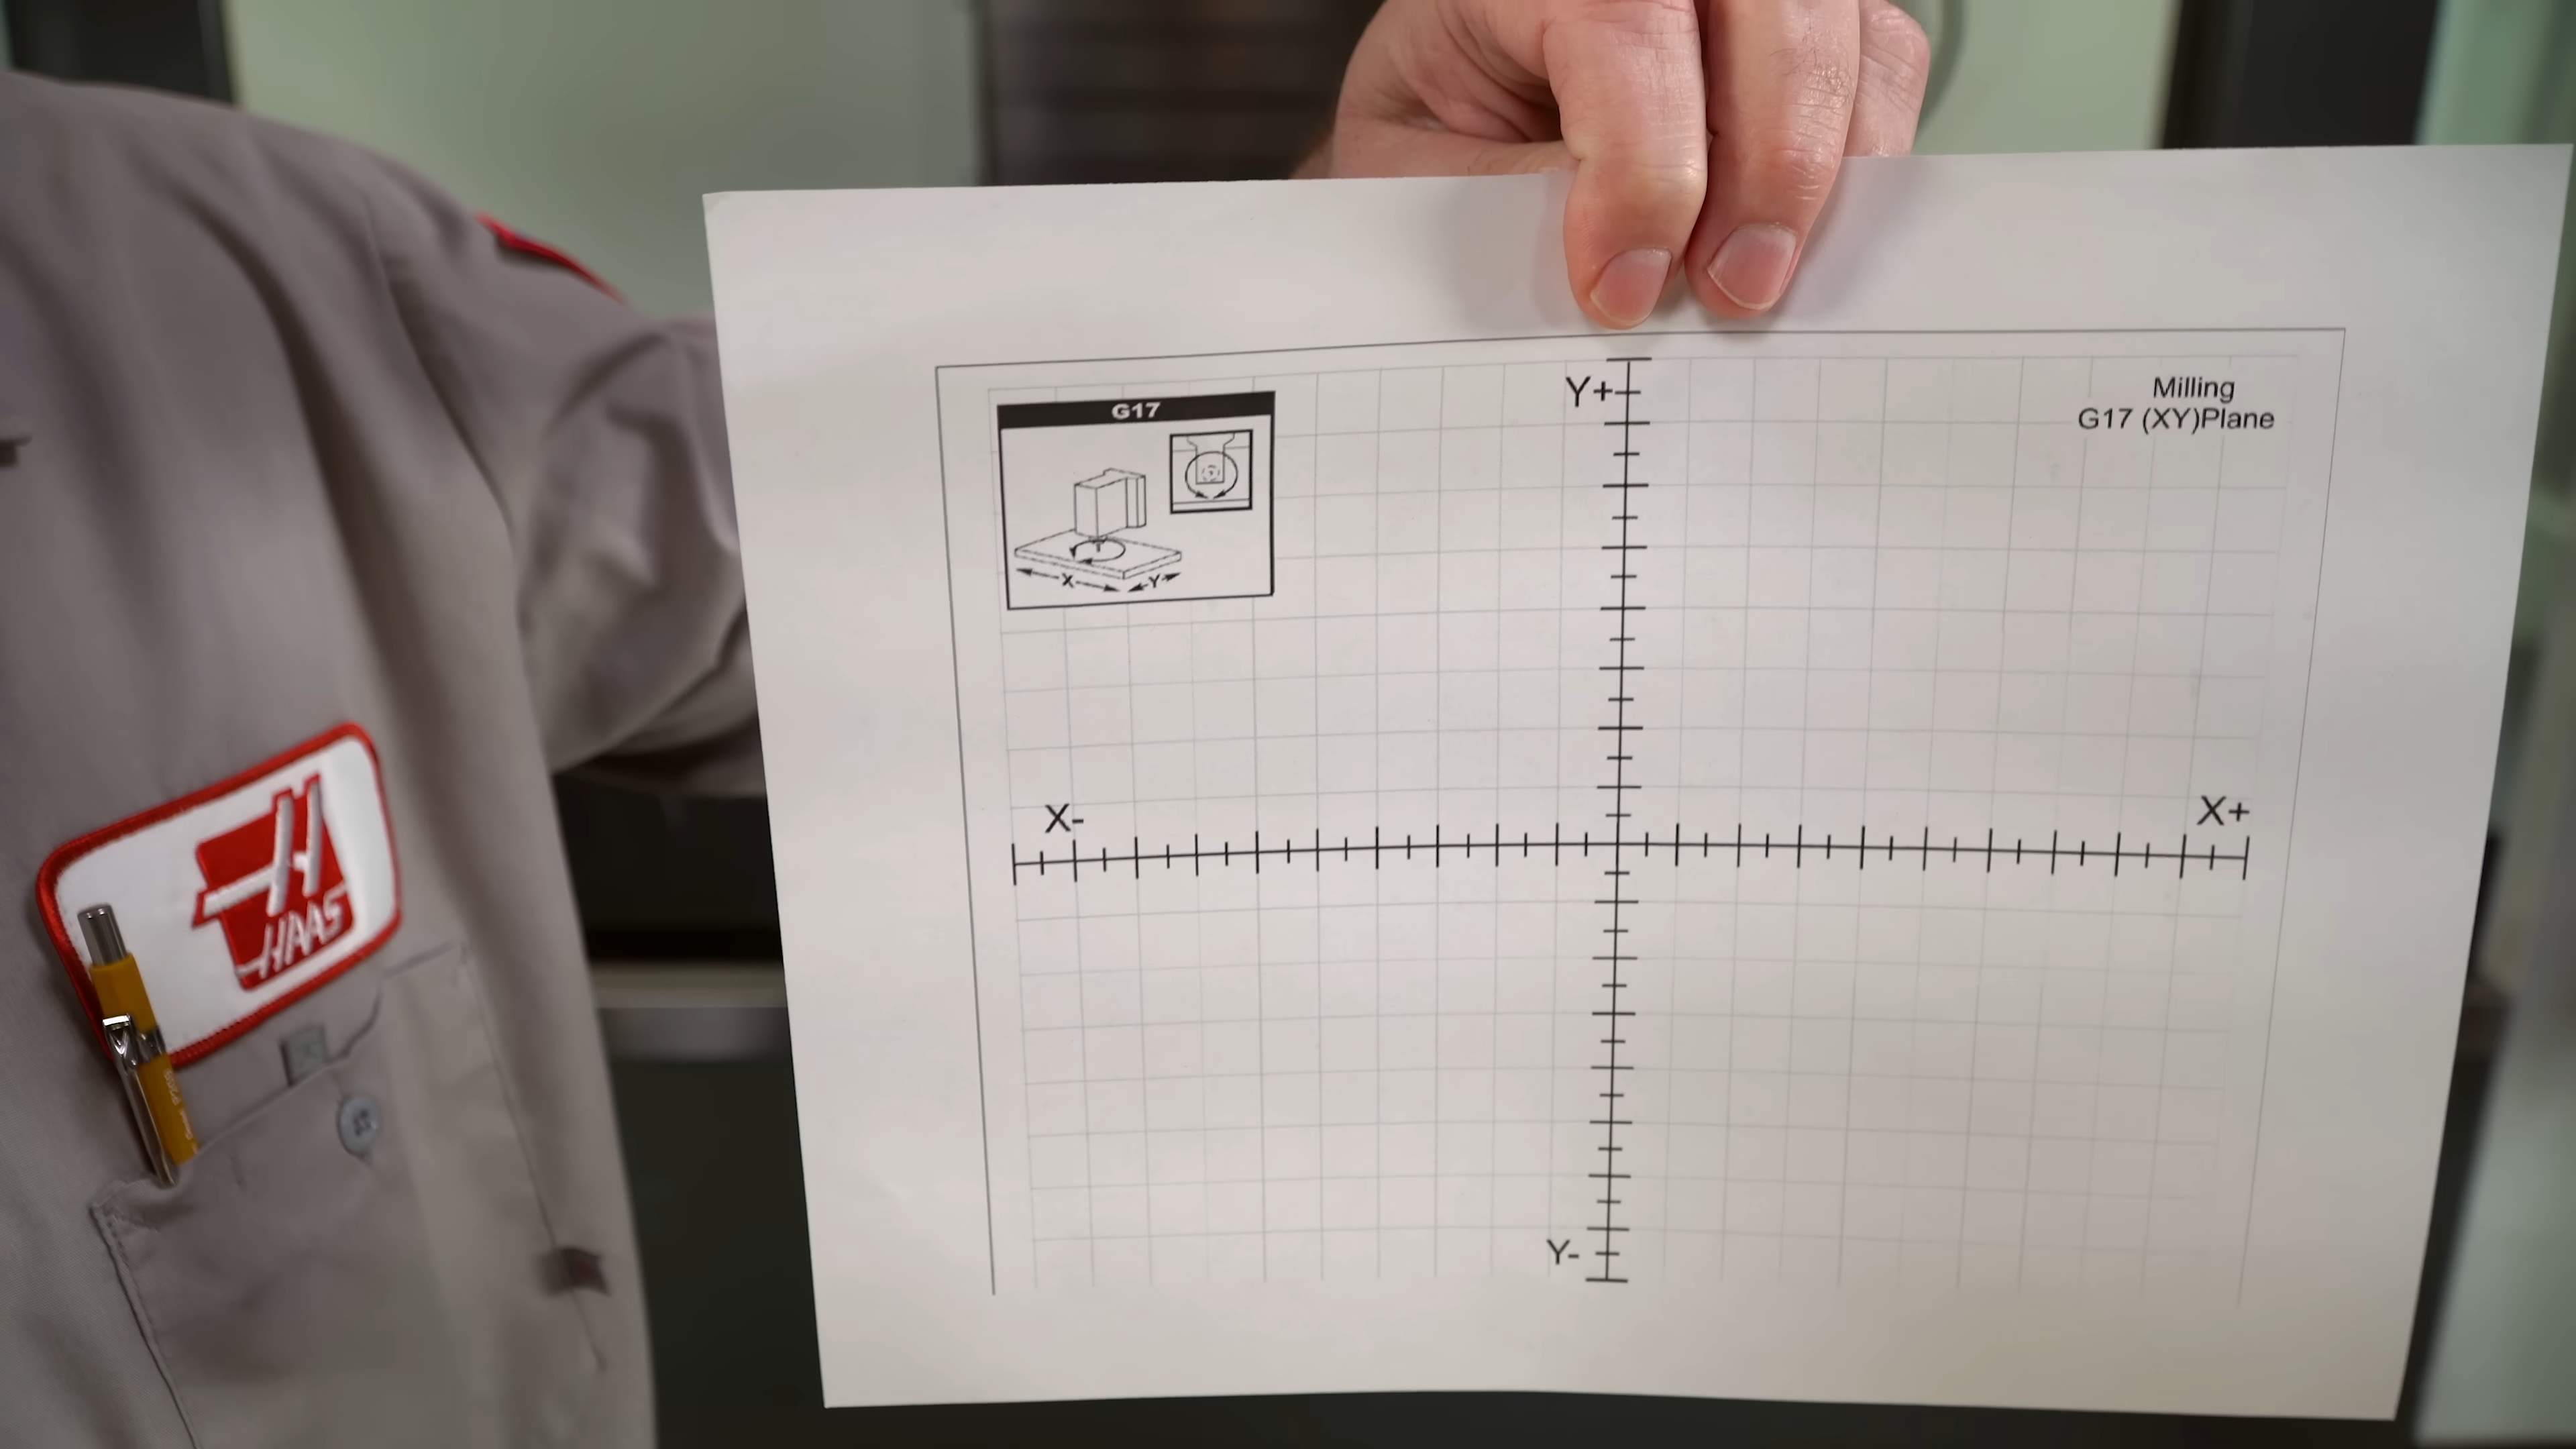 G17
X
Y
Y+
Milling
G17 (XY)Plane
X-
X+
Y-
HAAS